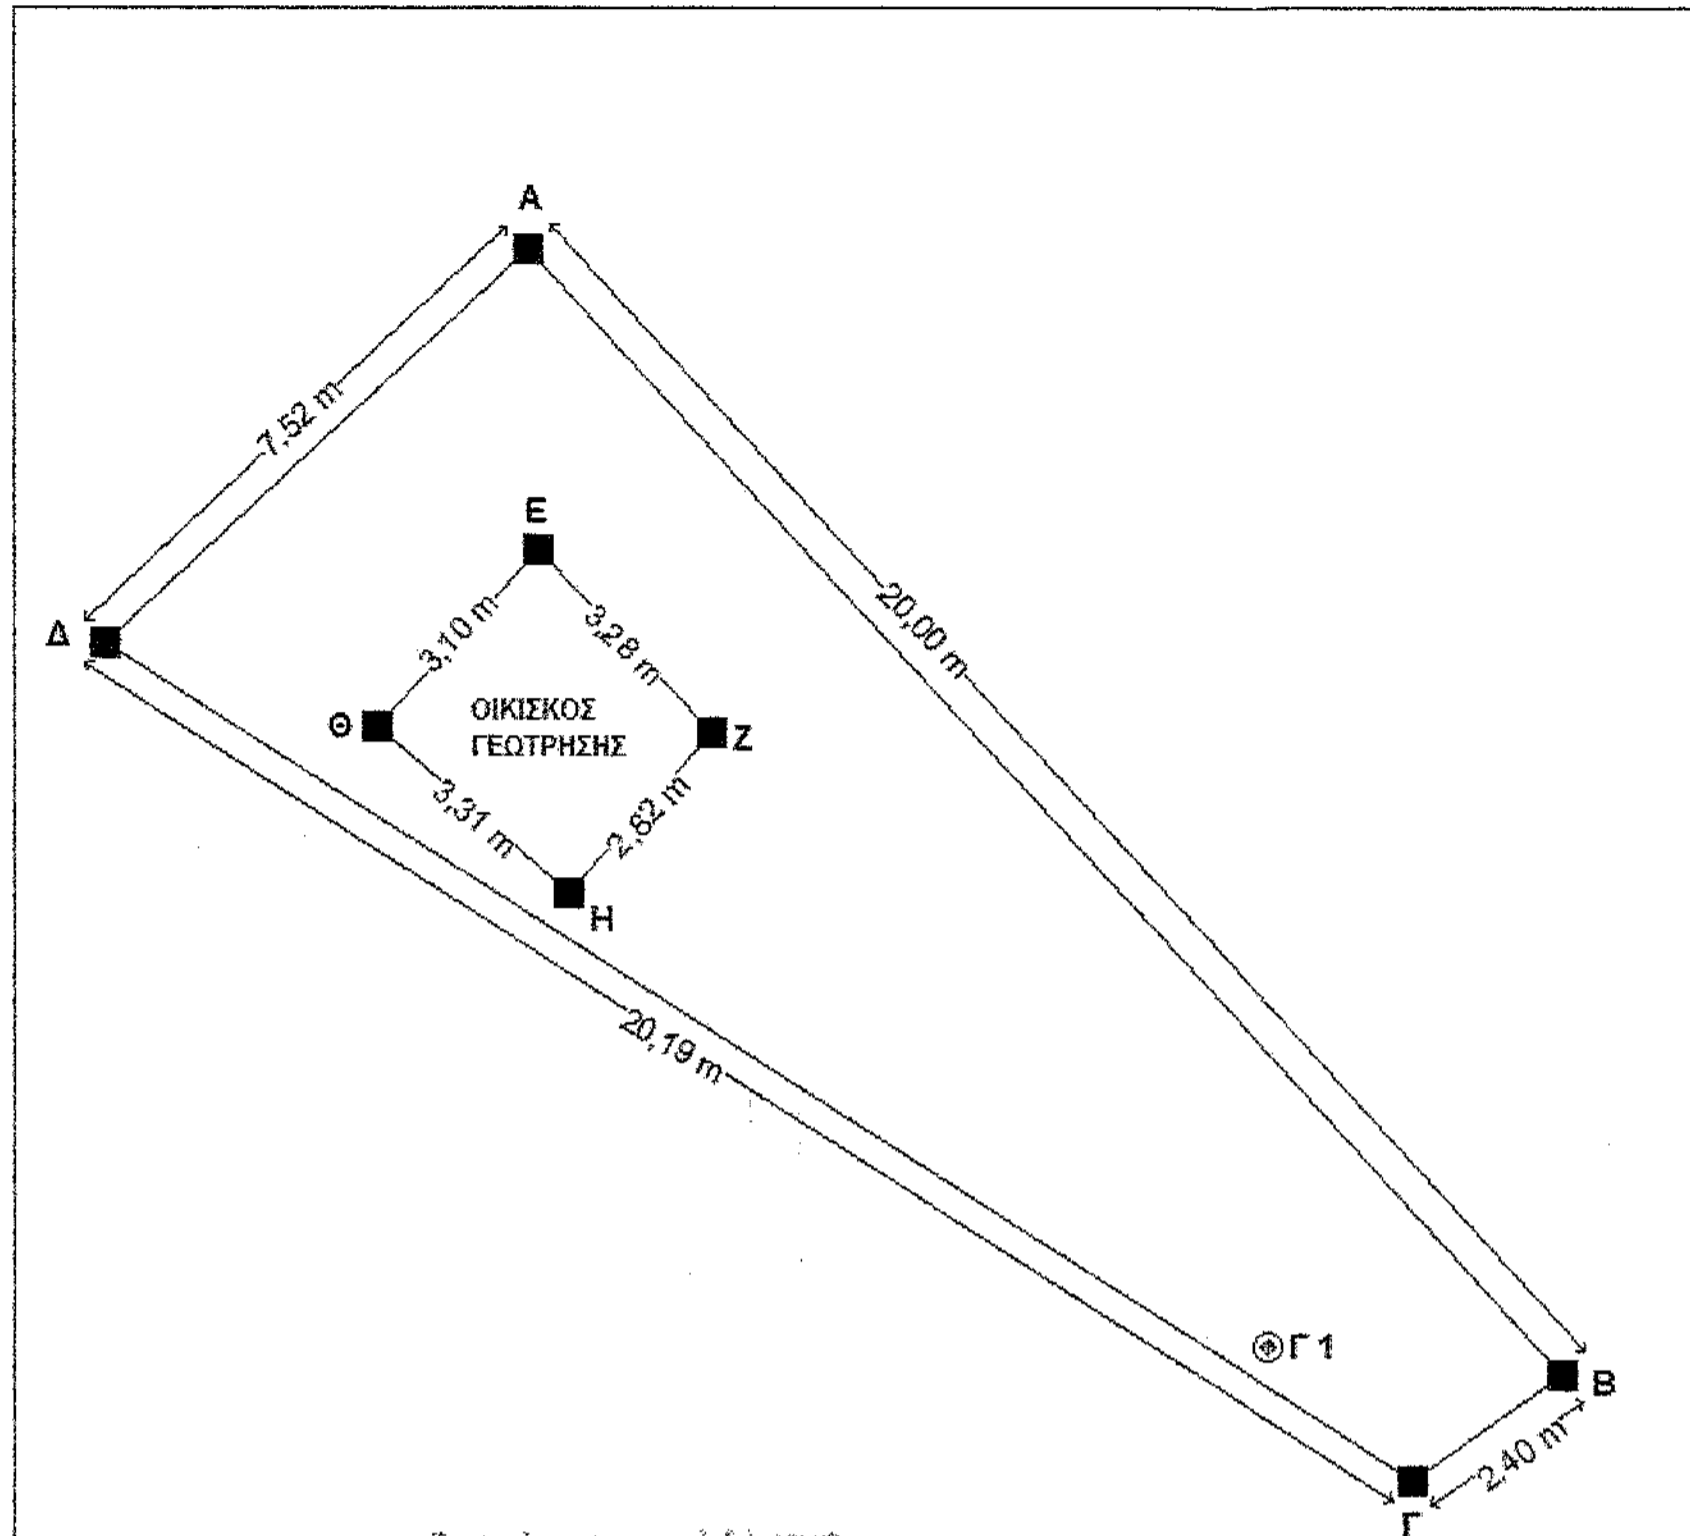 Α
7,52 m
Ε
20,00 m
Δ
3,10 m
3,28 m
Θ
ΟΙΚΙΣΚΟΣ
ΓΕΩΤΡΗΣΗΣ
Ζ
3,31 m
2,62 m
Η
20,19 m
Γ1
Β
2,40 m
Γ